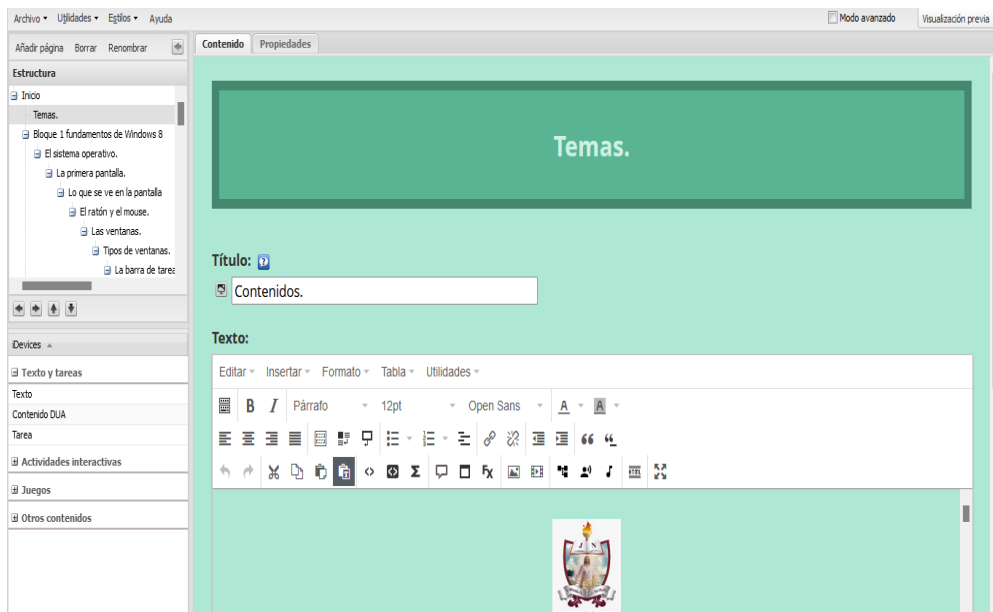 Archivo Utilidades Estilos Ayuda
Modo avanzado
Visualización previa
Añadir página Borrar Renombrar
Contenido Propiedades
Estructura
Inicio
Temas.
Bloque 1 fundamentos de Windows 8
El sistema operativo.
La primera pantalla.
Lo que se ve en la pantalla
El ratón y el mouse.
Las ventanas.
Tipos de ventanas.
La barra de tarea
Temas.
Título:
Contenidos.
Texto:
iDevices
Texto y tareas
Texto
Contenido DUA
Tarea
Actividades interactivas
Juegos
Otros contenidos
Editar Insertar Formato Tabla Utilidades
B I Párrafo 12pt Open Sans A A
J N